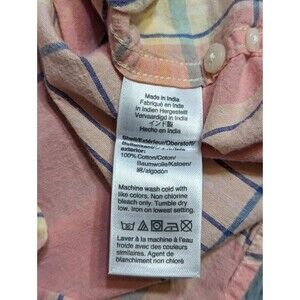 Made in India
Fabriqué en Inde
In Indien Hergestellt
Vervaardigd in India
インド製
Hecho en India
Shell/Extérieur/Oberstoff/
exterior:
100% Cotton/Coton/
Baumwolle/Katoen/
綿/algodón
Machine wash cold with
like colors. Non chlorine
bleach only. Tumble dry
low. Iron on lowest setting.
Laver à la machine à eau
froide avec des couleurs
similaires. Agent de
blanchiment non chloré